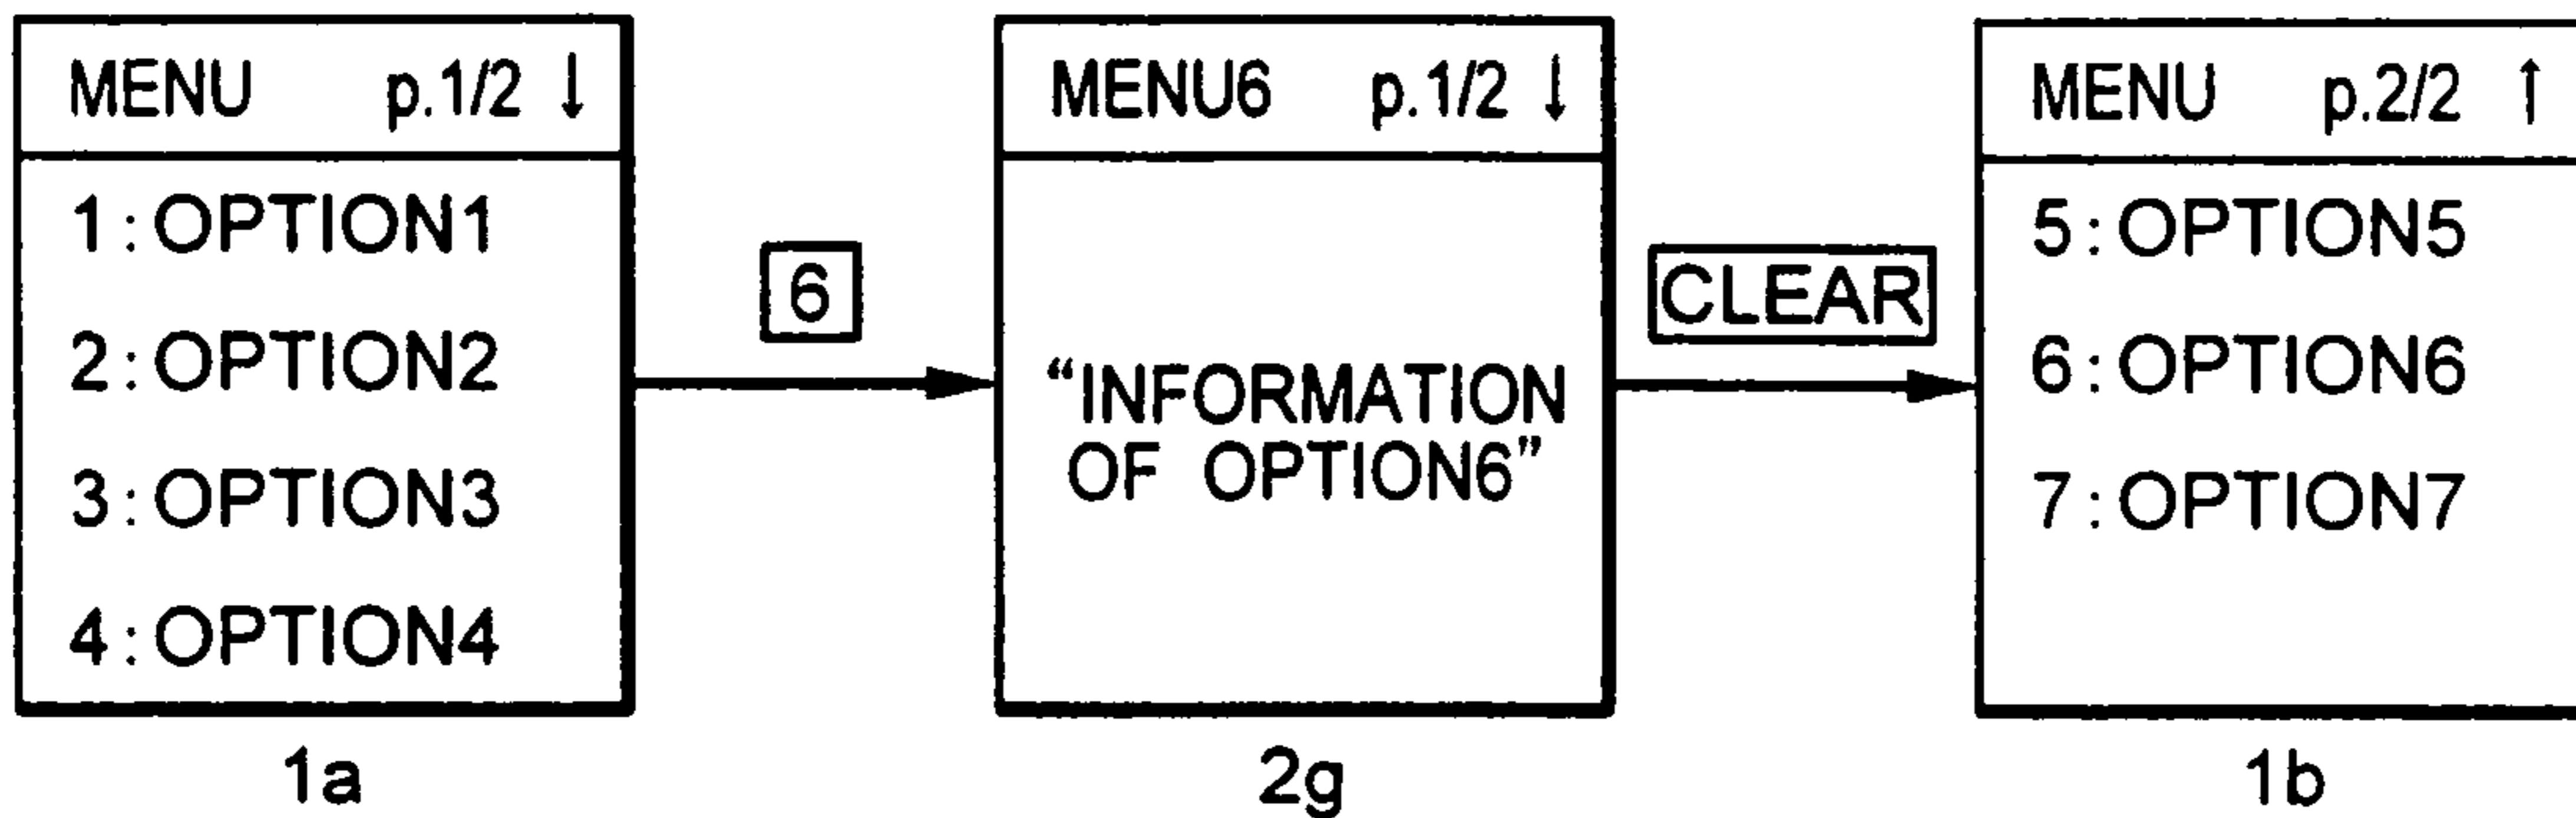 MENU p.1/2 ↓
1:OPTION1
2:OPTION2
3:OPTION3
4:OPTION4
1a
6
MENU6 p.1/2 ↓
“INFORMATION
OF OPTION6”
2g
CLEAR
MENU p.2/2 ↑
5:OPTION5
6:OPTION6
7:OPTION7
1b